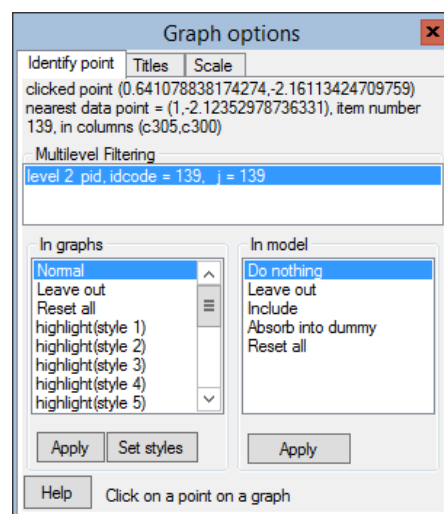 Graph options
x
Identify point Titles Scale
clicked point (0.641078838174274,-2.16113424709759)
nearest data point = (1,-2.12352978736331), item number
139, in columns (c305,c300)
Multilevel Filtering
level 2 pid, idcode = 139, j = 139
In graphs
Normal
Leave out
Reset all
highlight(style 1)
highlight(style 2)
highlight(style 3)
highlight(style 4)
highlight(style 5)
Apply Set styles
In model
Do nothing
Leave out
Include
Absorb into dummy
Reset all
Apply
Help Click on a point on a graph